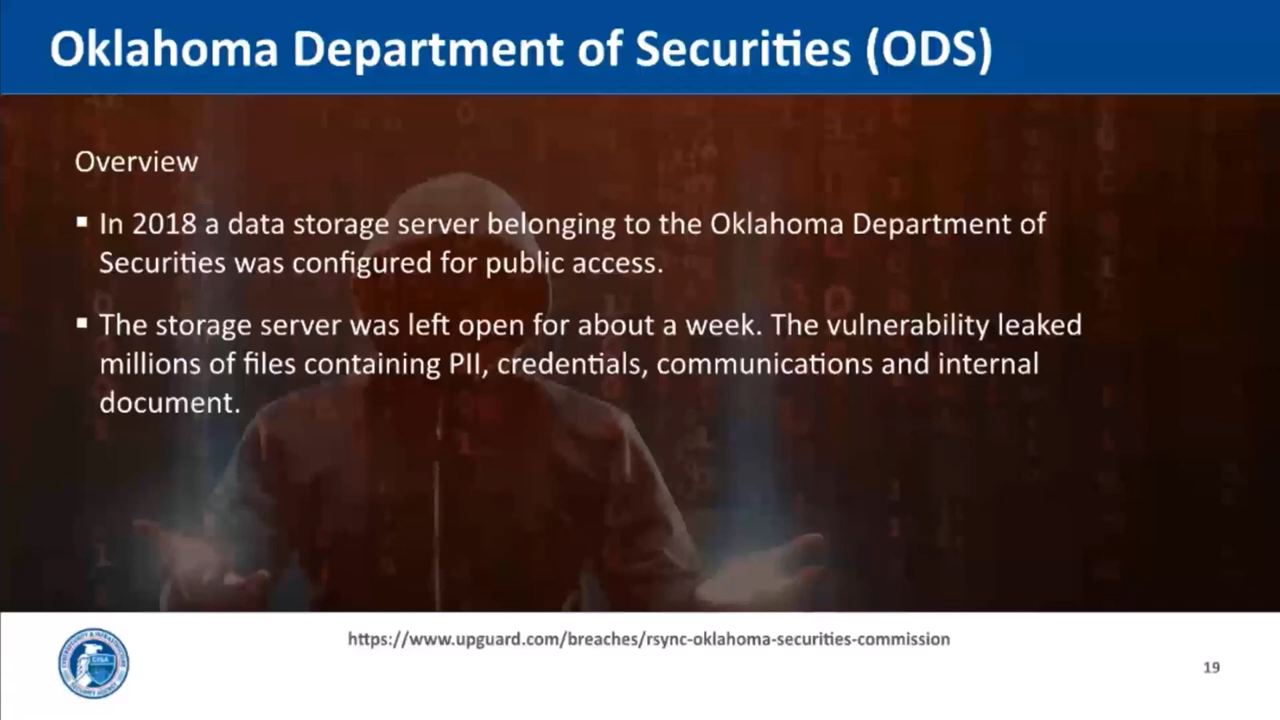 Oklahoma Department of Securities (ODS)
Overview
▪ In 2018 a data storage server belonging to the Oklahoma Department of
Securities was configured for public access.
▪ The storage server was left open for about a week. The vulnerability leaked
millions of files containing PII, credentials, communications and internal
document.
https://www.upguard.com/breaches/rsync-oklahoma-securities-commission
CISA
19